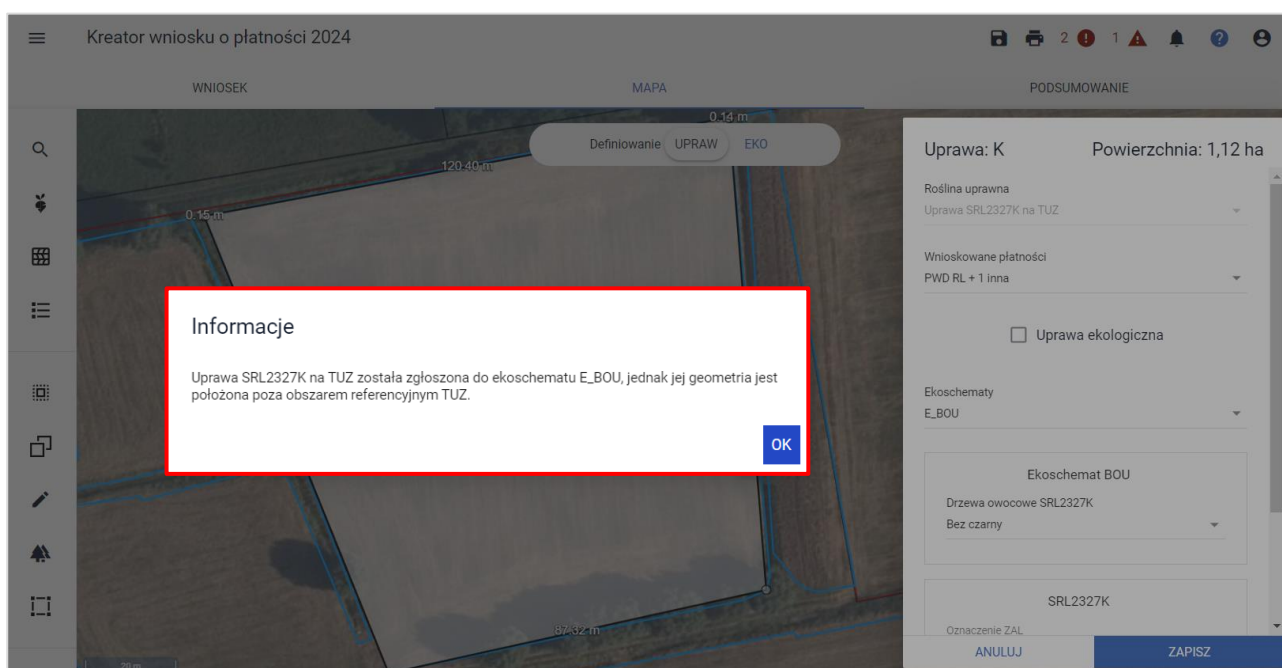 Kreator wniosku o płatności 2024
2 1
WNIOSEK MAPA PODSUMOWANIE
0,14 m
Definiowanie UPRAW EKO
120,40 m
0,15 m
Uprawa: K Powierzchnia: 1,12 ha
Roślina uprawna
Uprawa SRL2327K na TUZ
Wnioskowane płatności
PWD RL + 1 inna
Informacje
Uprawa SRL2327K na TUZ została zgłoszona do ekoschematu E_BOU, jednak jej geometria jest
położona poza obszarem referencyjnym TUZ.
OK
Uprawa ekologiczna
Ekoschematy
E_BOU
Ekoschemat BOU
Drzewa owocowe SRL2327K
Bez czarny
SRL2327K
Oznaczenie ZAL
87,32 m
20 m
ANULUJ ZAPISZ